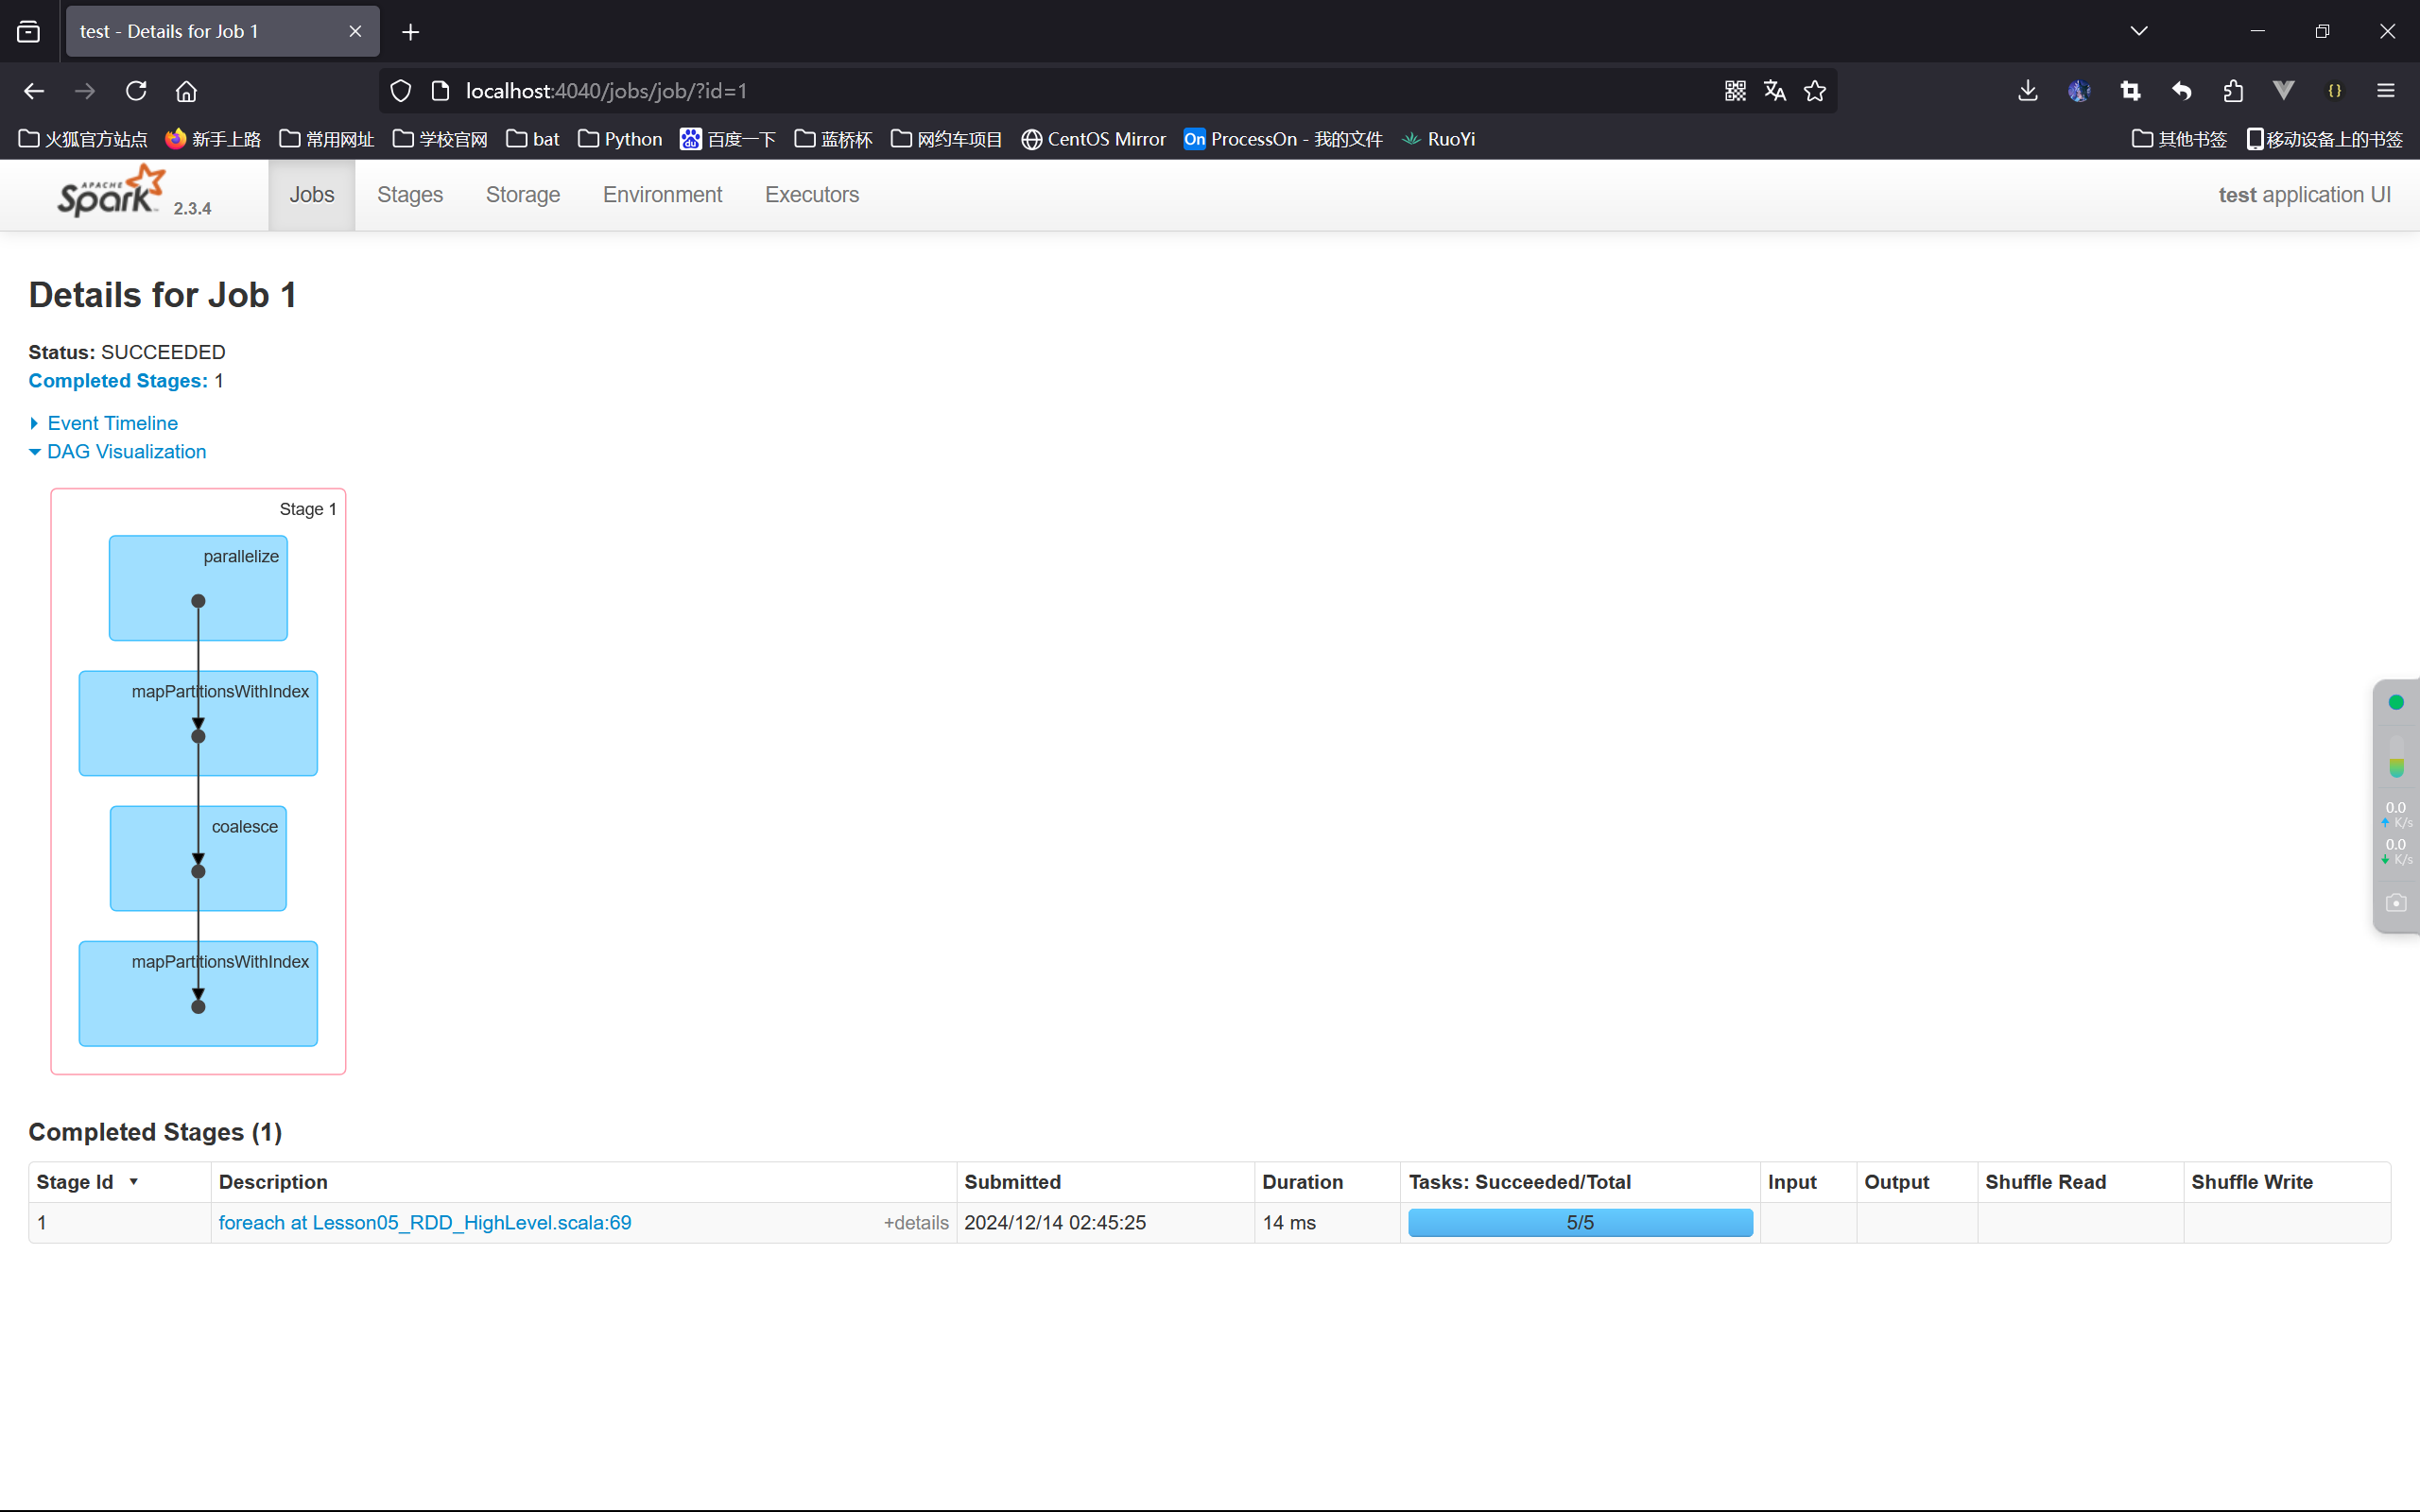 test - Details for Job 1
localhost:4040/jobs/job/?id=1
火狐官方站点 新手上路 常用网址 学校官网 bat Python 百度一下 蓝桥杯 网约车项目 CentOS Mirror On ProcessOn - 我的文件 RuoYi 其他书签 移动设备上的书签
APACHE Spark 2.3.4 Jobs Stages Storage Environment Executors test application UI
Details for Job 1
Status: SUCCEEDED
Completed Stages: 1
Event Timeline
DAG Visualization
Stage 1
parallelize
mapPartitionsWithIndex
coalesce
mapPartitionsWithIndex
0.0
K/s
0.0
K/s
Completed Stages (1)
Stage Id ▼ Description Submitted Duration Tasks: Succeeded/Total Input Output Shuffle Read Shuffle Write
1 foreach at Lesson05_RDD_HighLevel.scala:69 +details 2024/12/14 02:45:25 14 ms 5/5